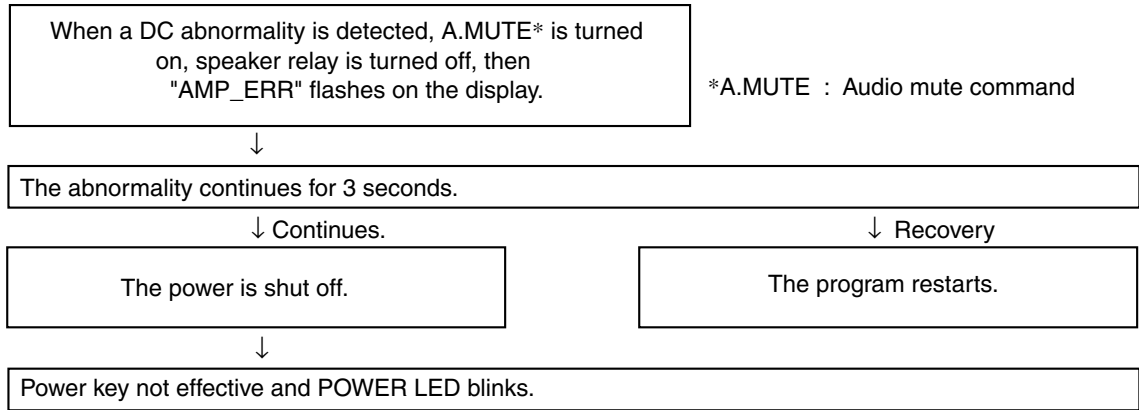 When a DC abnormality is detected, A.MUTE* is turned
on, speaker relay is turned off, then
"AMP_ERR" flashes on the display.
*A.MUTE : Audio mute command
↓
The abnormality continues for 3 seconds.
↓ Continues.
↓ Recovery
The power is shut off.
The program restarts.
↓
Power key not effective and POWER LED blinks.